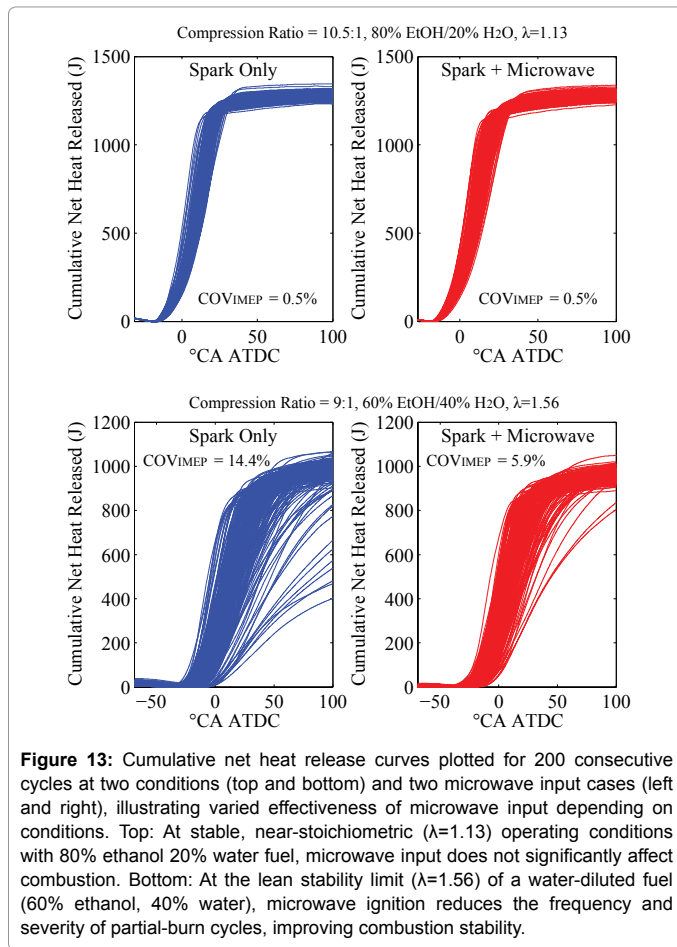 Compression Ratio = 10.5:1, 80% EtOH/20% H2O, λ=1.13
Spark Only
Cumulative Net Heat Released (J)
1000
500
0
COVIMEP = 0.5%
0 50 100
°CA ATDC
Spark + Microwave
Cumulative Net Heat Released (J)
1000
500
0
COVIMEP = 0.5%
0 50 100
°CA ATDC
Compression Ratio = 9:1, 60% EtOH/40% H2O, λ=1.56
Spark Only
COVIMEP = 14.4%
Cumulative Net Heat Released (J)
1200
1000
800
600
400
200
0
−50 0 50 100
°CA ATDC
Spark + Microwave
COVIMEP = 5.9%
Cumulative Net Heat Released (J)
1200
1000
800
600
400
200
0
−50 0 50 100
°CA ATDC
Figure 13: Cumulative net heat release curves plotted for 200 consecutive
cycles at two conditions (top and bottom) and two microwave input cases (left
and right), illustrating varied effectiveness of microwave input depending on
conditions. Top: At stable, near-stoichiometric (λ=1.13) operating conditions
with 80% ethanol 20% water fuel, microwave input does not significantly affect
combustion. Bottom: At the lean stability limit (λ=1.56) of a water-diluted fuel
(60% ethanol, 40% water), microwave ignition reduces the frequency and
severity of partial-burn cycles, improving combustion stability.